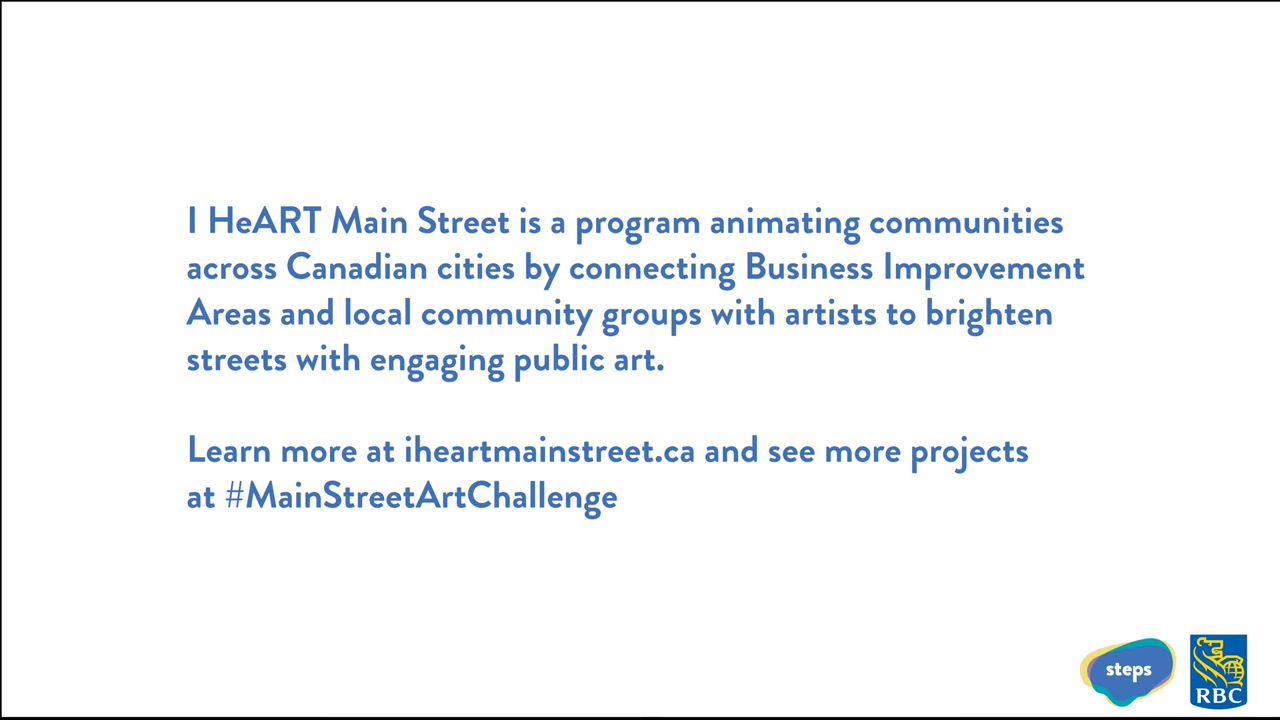 I HeART Main Street is a program animating communities
across Canadian cities by connecting Business Improvement
Areas and local community groups with artists to brighten
streets with engaging public art.
Learn more at iheartmainstreet.ca and see more projects
at #MainStreetArtChallenge
steps
RBC